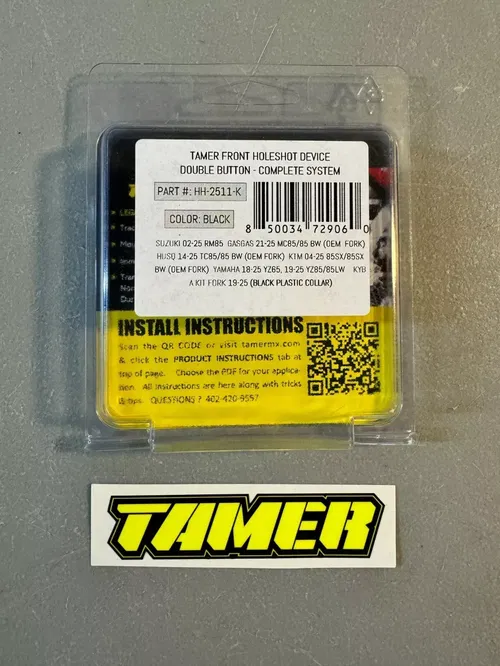 TAMER FRONT HOLESHOT DEVICE
DOUBLE BUTTON - COMPLETE SYSTEM
PART #: HH-2511-K
COLOR: BLACK
8 50034 72906 0
SUZUKI 02-25 RM85 GASGAS 21-25 MC85/85 BW (OEM FORK)
HUSQ 14-25 TC85/85 BW (OEM FORK) KTM 04-25 85SX/85SX
BW (OEM FORK) YAMAHA 18-25 YZ65, 19-25 YZ85/85LW KYB
A KIT FORK 19-25 (BLACK PLASTIC COLLAR)
INSTALL INSTRUCTIONS
Scan the QR CODE or visit tamermx.com
& click the PRODUCT INSTRUCTIONS tab at
top of page. Choose the PDF for your applica-
tion. All instructions are here along with tricks
& tips. QUESTIONS? 402-420-9557
TAMER